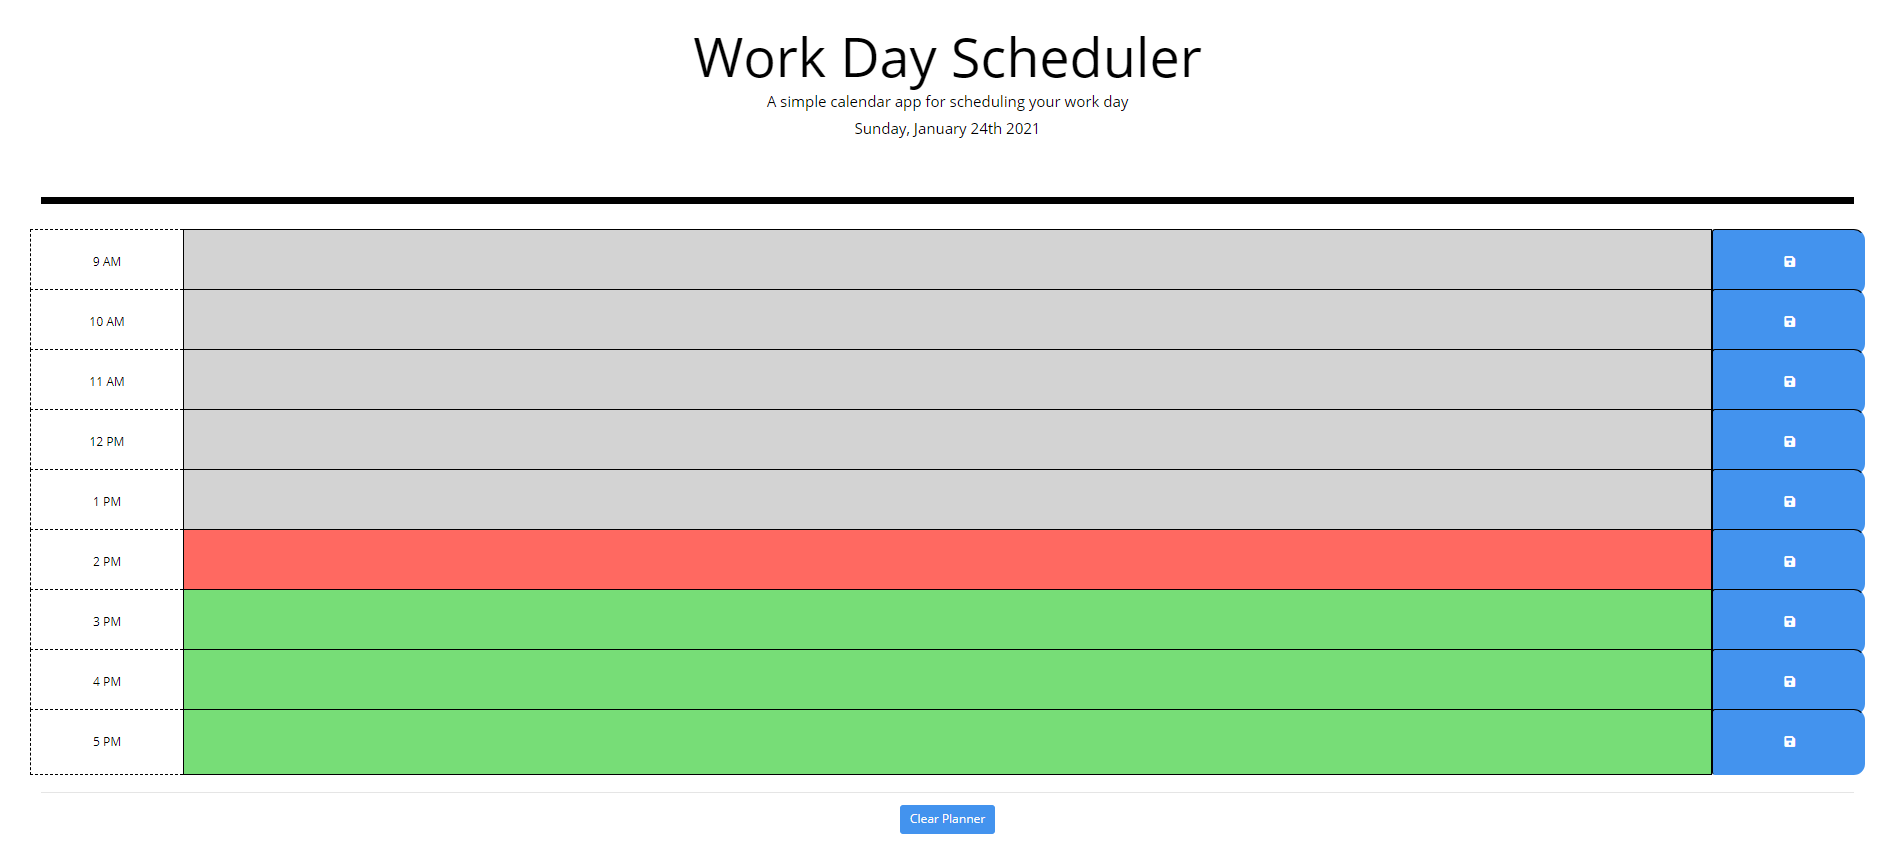 Work Day Scheduler
A simple calendar app for scheduling your work day
Sunday, January 24th 2021
9 AM
10 AM
11 AM
12 PM
1 PM
2 PM
3 PM
4 PM
5 PM
Clear Planner